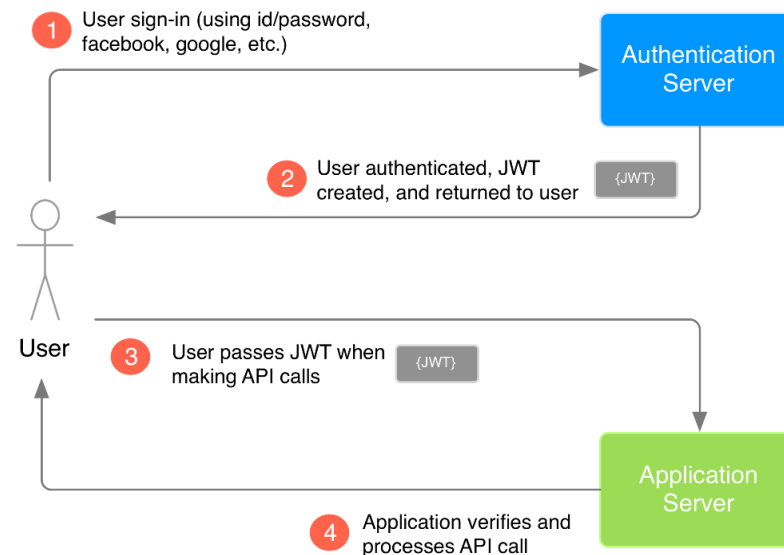 1
User sign-in (using id/password,
facebook, google, etc.)
Authentication
Server
2
User authenticated, JWT
created, and returned to user
{JWT}
User
3
User passes JWT when
making API calls
{JWT}
Application
Server
4
Application verifies and
processes API call